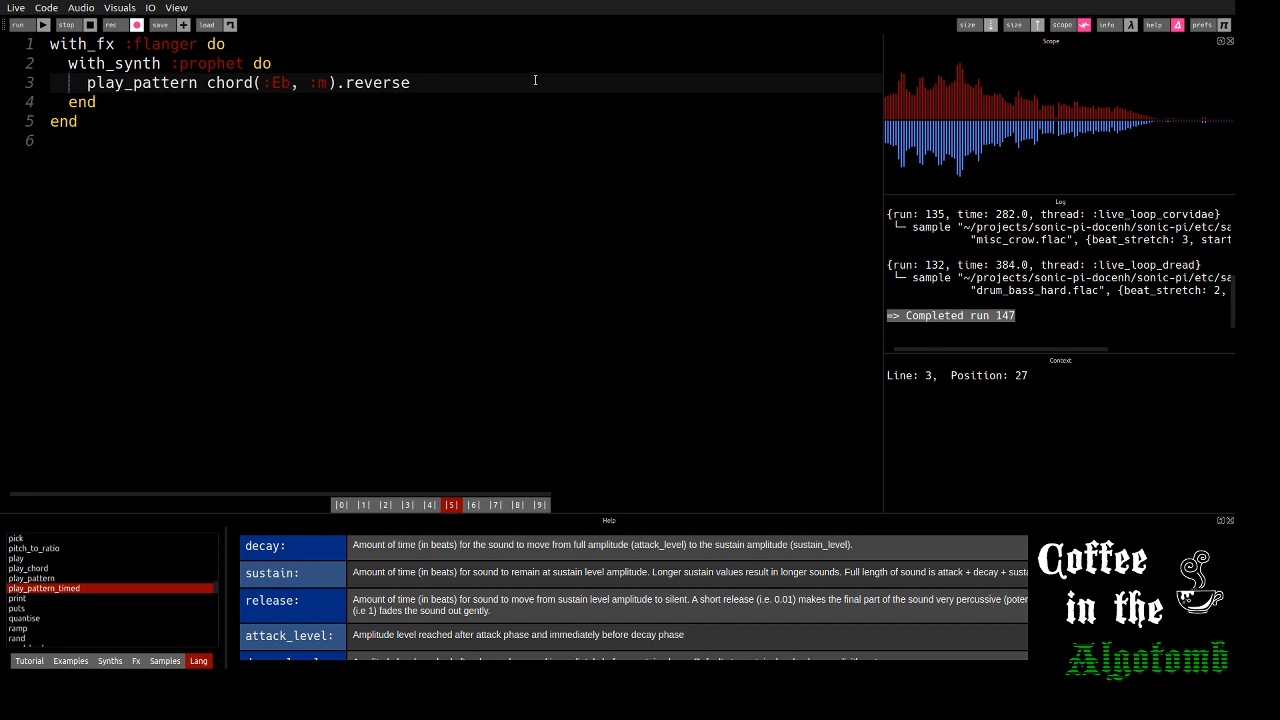 Live Code Audio Visuals IO View
run stop rec save load size size scope info help prefs
1 with_fx :flanger do
2 with_synth :prophet do
3 play_pattern chord(:Eb, :m).reverse
4 end
5 end
6
|0| |1| |2| |3| |4| |5| |6| |7| |8| |9|
Scope
Log
{run: 135, time: 282.0, thread: :live_loop_corvidae}
└─ sample "~/projects/sonic-pi-docenh/sonic-pi/etc/sa
"misc_crow.flac", {beat_stretch: 3, start
{run: 132, time: 384.0, thread: :live_loop_dread}
└─ sample "~/projects/sonic-pi-docenh/sonic-pi/etc/sa
"drum_bass_hard.flac", {beat_stretch: 2,
=> Completed run 147
Context
Line: 3, Position: 27
Help
pick
pitch_to_ratio
play
play_chord
play_pattern
play_pattern_timed
print
puts
quantise
ramp
rand
Tutorial Examples Synths Fx Samples Lang
decay: Amount of time (in beats) for the sound to move from full amplitude (attack_level) to the sustain amplitude (sustain_level).
sustain: Amount of time (in beats) for sound to remain at sustain level amplitude. Longer sustain values result in longer sounds. Full length of sound is attack + decay + susta
release: Amount of time (in beats) for sound to move from sustain level amplitude to silent. A short release (i.e. 0.01) makes the final part of the sound very percussive (poten
(i.e 1) fades the sound out gently.
attack_level: Amplitude level reached after attack phase and immediately before decay phase
Coffee
in the
Algotomb